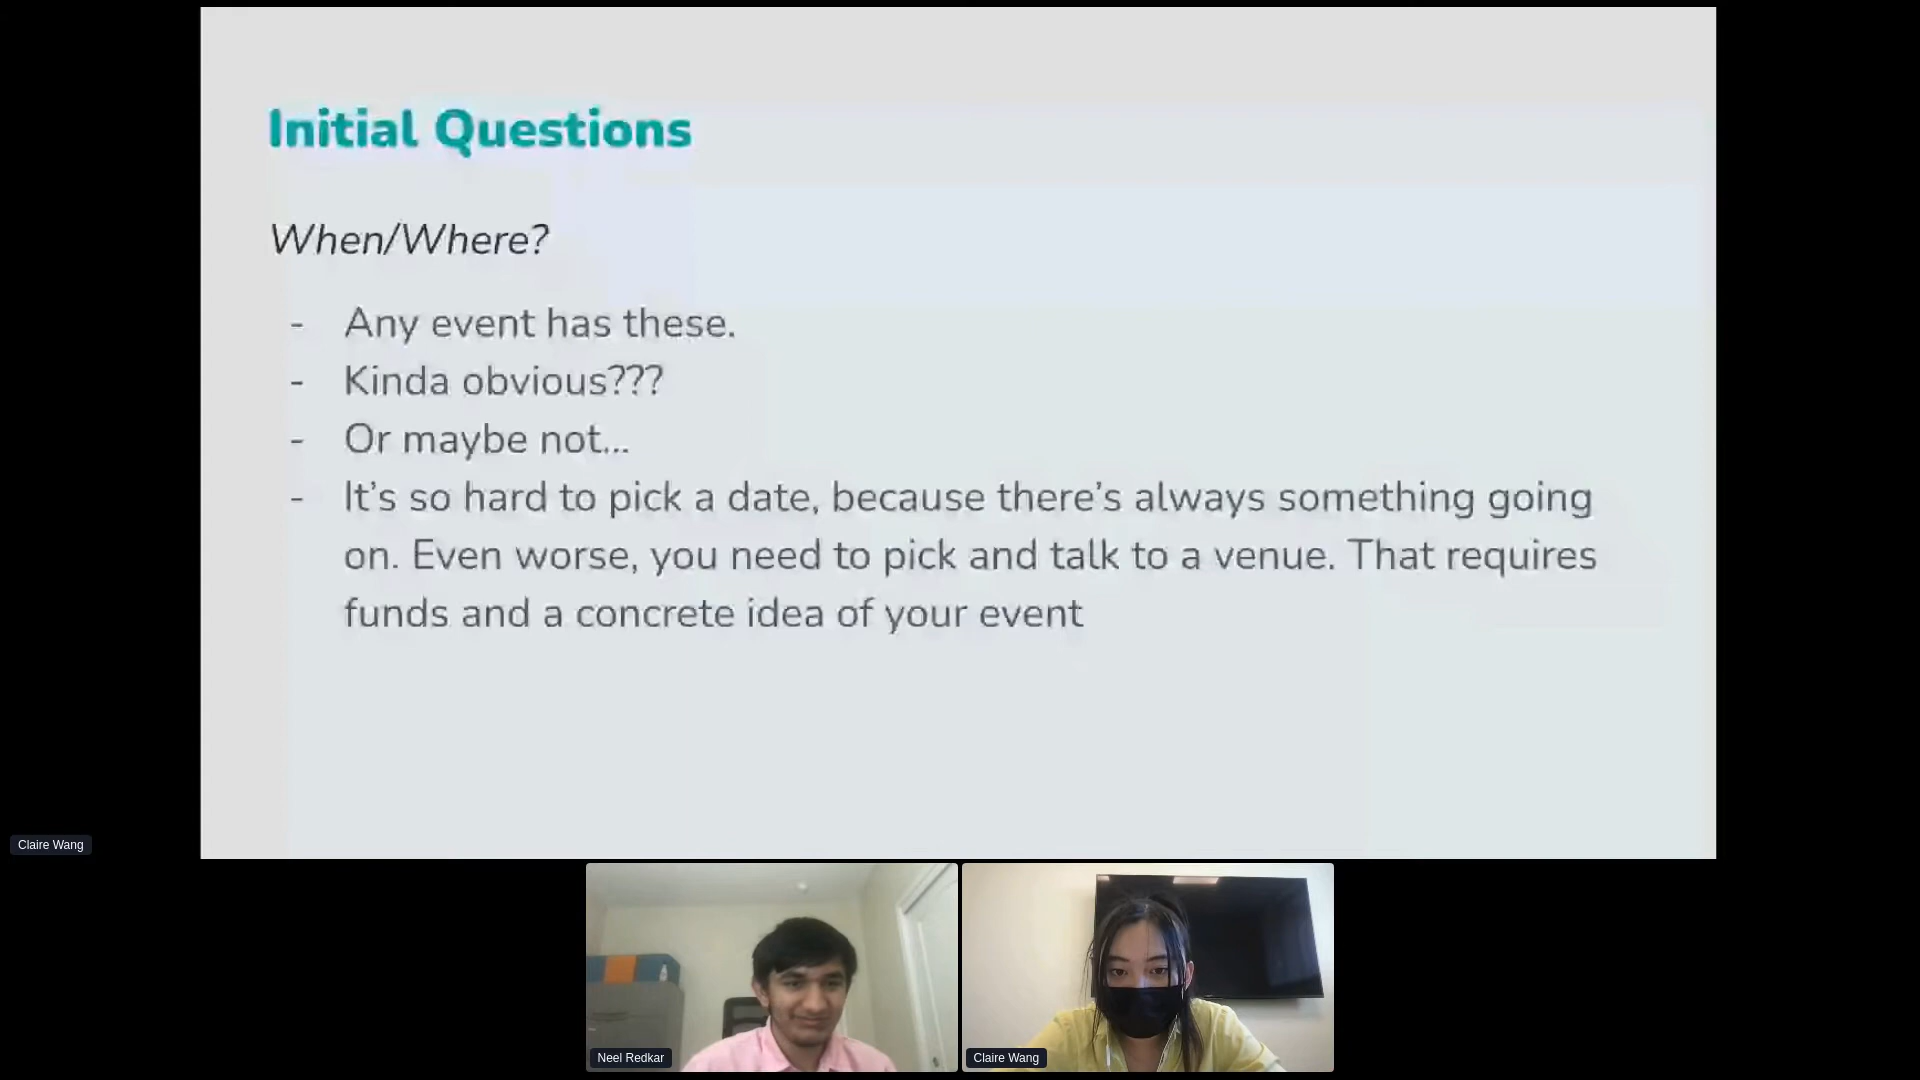 Initial Questions
When/Where?
- Any event has these.
- Kinda obvious???
- Or maybe not...
- It's so hard to pick a date, because there's always something going
on. Even worse, you need to pick and talk to a venue. That requires
funds and a concrete idea of your event
Claire Wang
Neel Redkar
Claire Wang